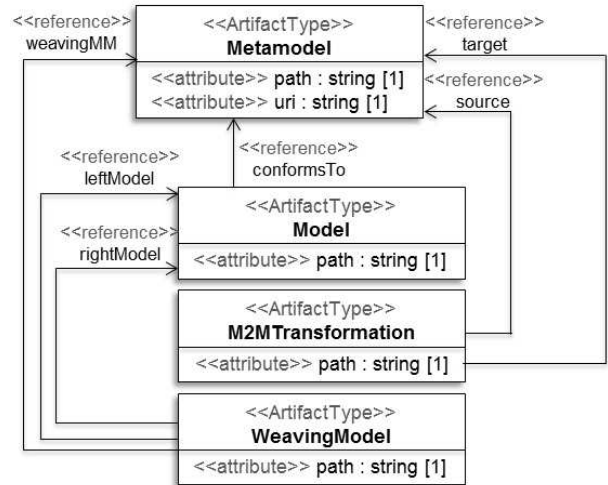 <<reference>>
weavingMM
<<ArtifactType>>
Metamodel
<<attribute>> path : string [1]
<<attribute>> uri : string [1]
<<reference>>
target
<<reference>>
source
<<reference>>
conformsTo
<<reference>>
leftModel
<<reference>>
rightModel
<<ArtifactType>>
Model
<<attribute>> path : string [1]
<<ArtifactType>>
M2MTransformation
<<attribute>> path : string [1]
<<ArtifactType>>
WeavingModel
<<attribute>> path : string [1]